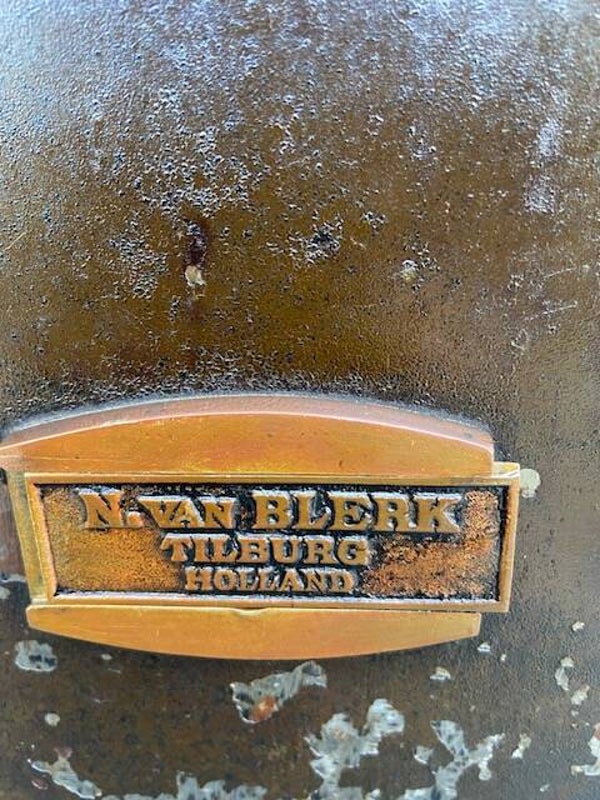 N. VAN BLERK
TILBURG
HOLLAND